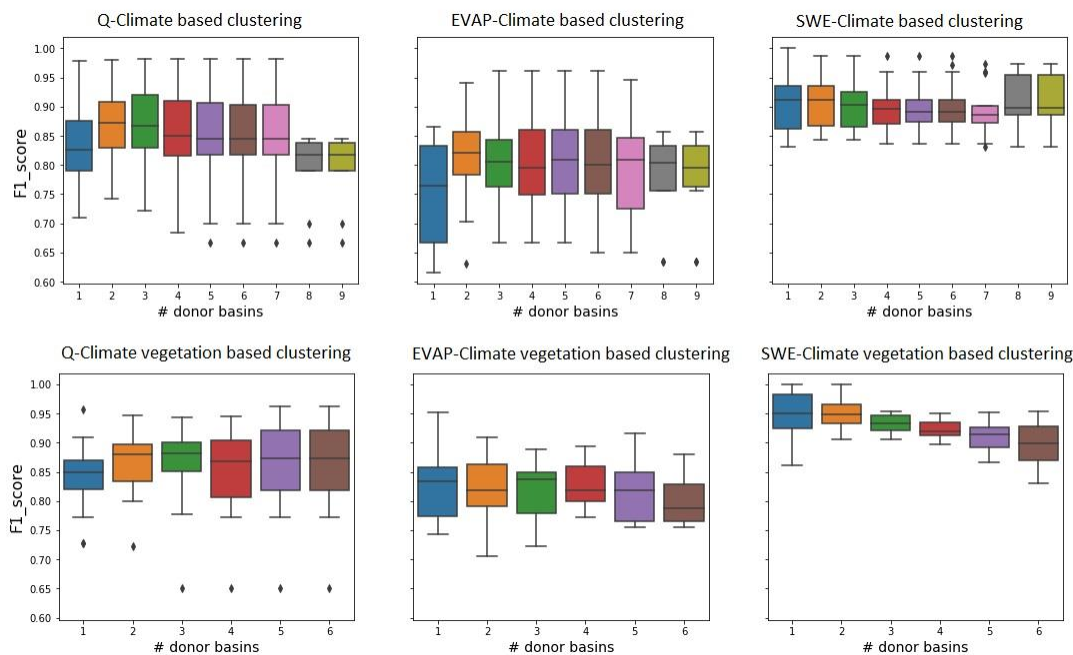 Q-Climate based clustering
EVAP-Climate based clustering
SWE-Climate based clustering
F1_score
1.00
0.95
0.90
0.85
0.80
0.75
0.70
0.65
0.60
1 2 3 4 5 6 7 8 9
# donor basins
1 2 3 4 5 6 7 8 9
# donor basins
1 2 3 4 5 6 7 8 9
# donor basins
Q-Climate vegetation based clustering
EVAP-Climate vegetation based clustering
SWE-Climate vegetation based clustering
F1_score
1.00
0.95
0.90
0.85
0.80
0.75
0.70
0.65
0.60
1 2 3 4 5 6
# donor basins
1 2 3 4 5 6
# donor basins
1 2 3 4 5 6
# donor basins